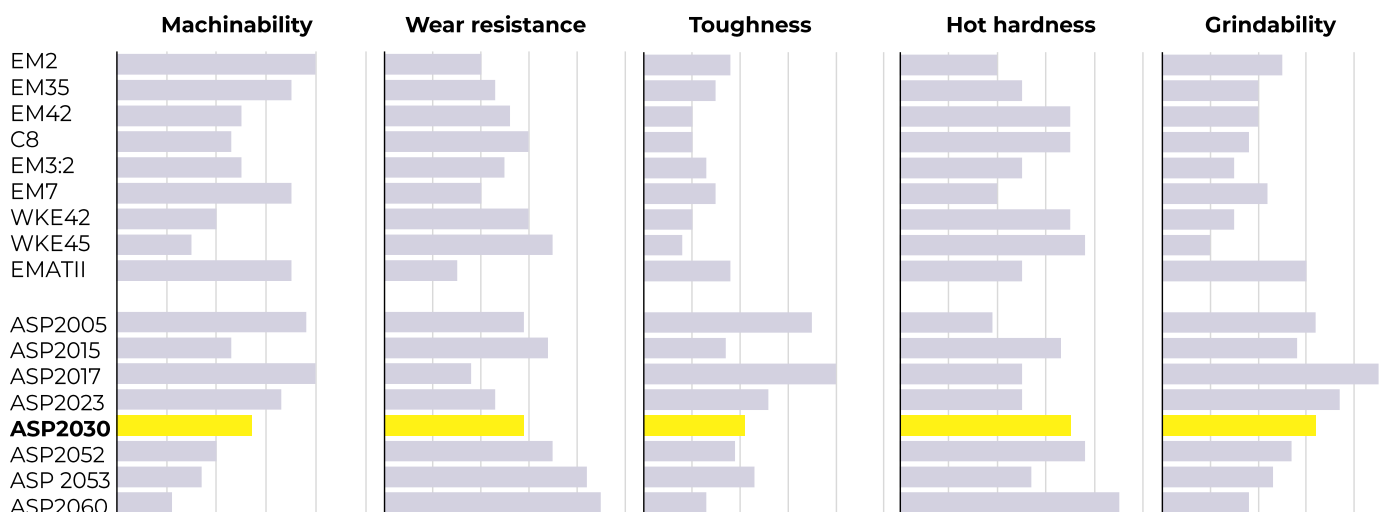 Machinability Wear resistance Toughness Hot hardness Grindability
EM2
EM35
EM42
C8
EM3:2
EM7
WKE42
WKE45
EMATII
ASP2005
ASP2015
ASP2017
ASP2023
ASP2030
ASP2052
ASP 2053
ASP2060